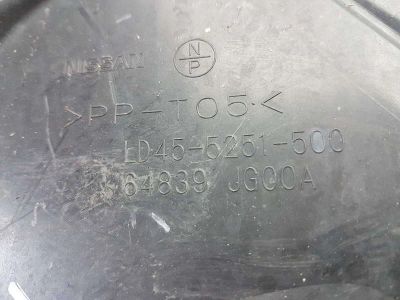 NISSAN N P
>PP-T05<
LD45-5251-500
64839 JG00A